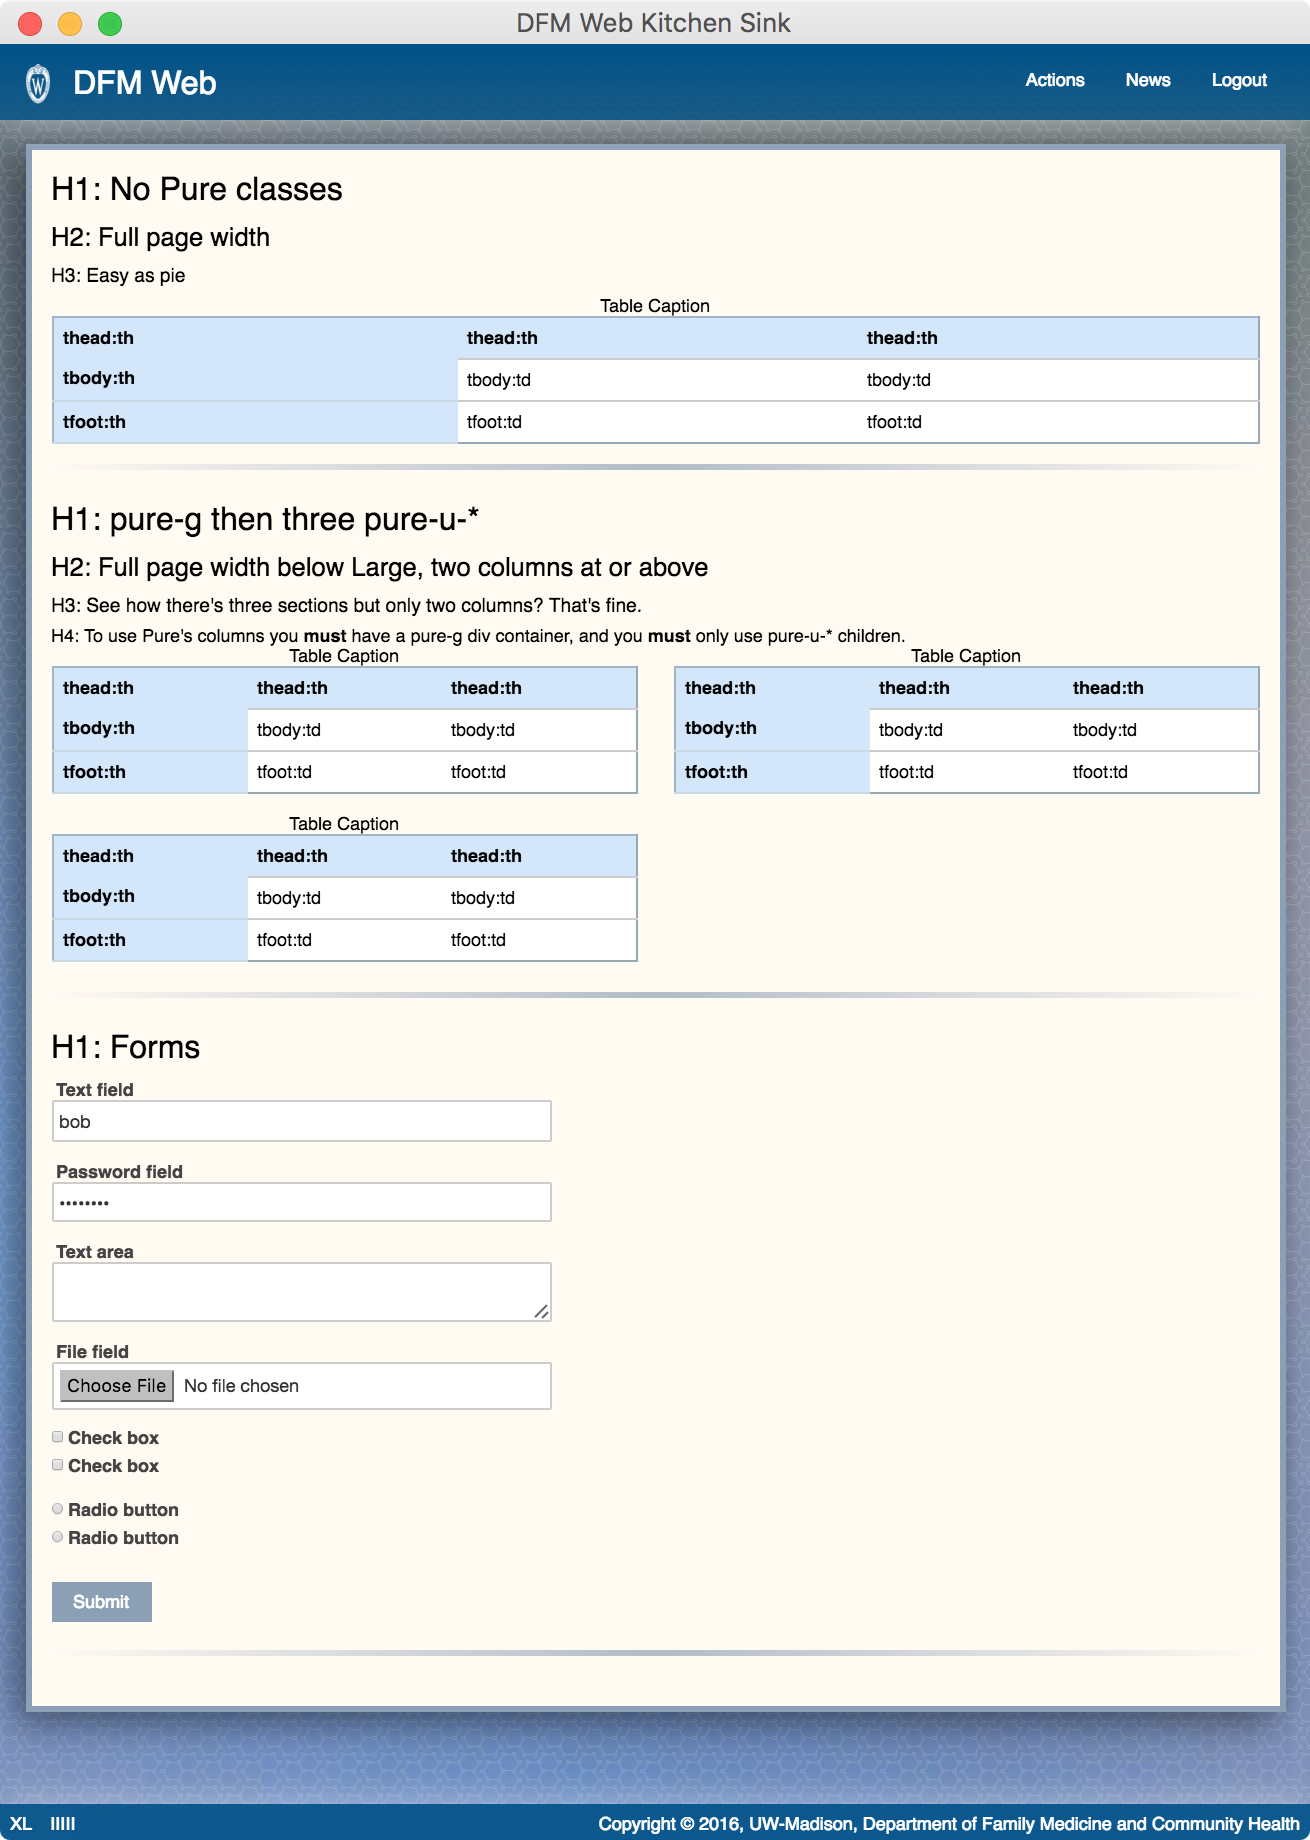 DFM Web Kitchen Sink
W DFM Web Actions News Logout
H1: No Pure classes
H2: Full page width
H3: Easy as pie
Table Caption
thead:th thead:th thead:th
tbody:th tbody:td tbody:td
tfoot:th tfoot:td tfoot:td
H1: pure-g then three pure-u-*
H2: Full page width below Large, two columns at or above
H3: See how there's three sections but only two columns? That's fine.
H4: To use Pure's columns you must have a pure-g div container, and you must only use pure-u-* children.
Table Caption Table Caption
thead:th thead:th thead:th thead:th thead:th thead:th
tbody:th tbody:td tbody:td tbody:th tbody:td tbody:td
tfoot:th tfoot:td tfoot:td tfoot:th tfoot:td tfoot:td
Table Caption
thead:th thead:th thead:th
tbody:th tbody:td tbody:td
tfoot:th tfoot:td tfoot:td
H1: Forms
Text field
bob
Password field
••••••••
Text area
File field
Choose File No file chosen
Check box
Check box
Radio button
Radio button
Submit
XL IIIII Copyright © 2016, UW-Madison, Department of Family Medicine and Community Health